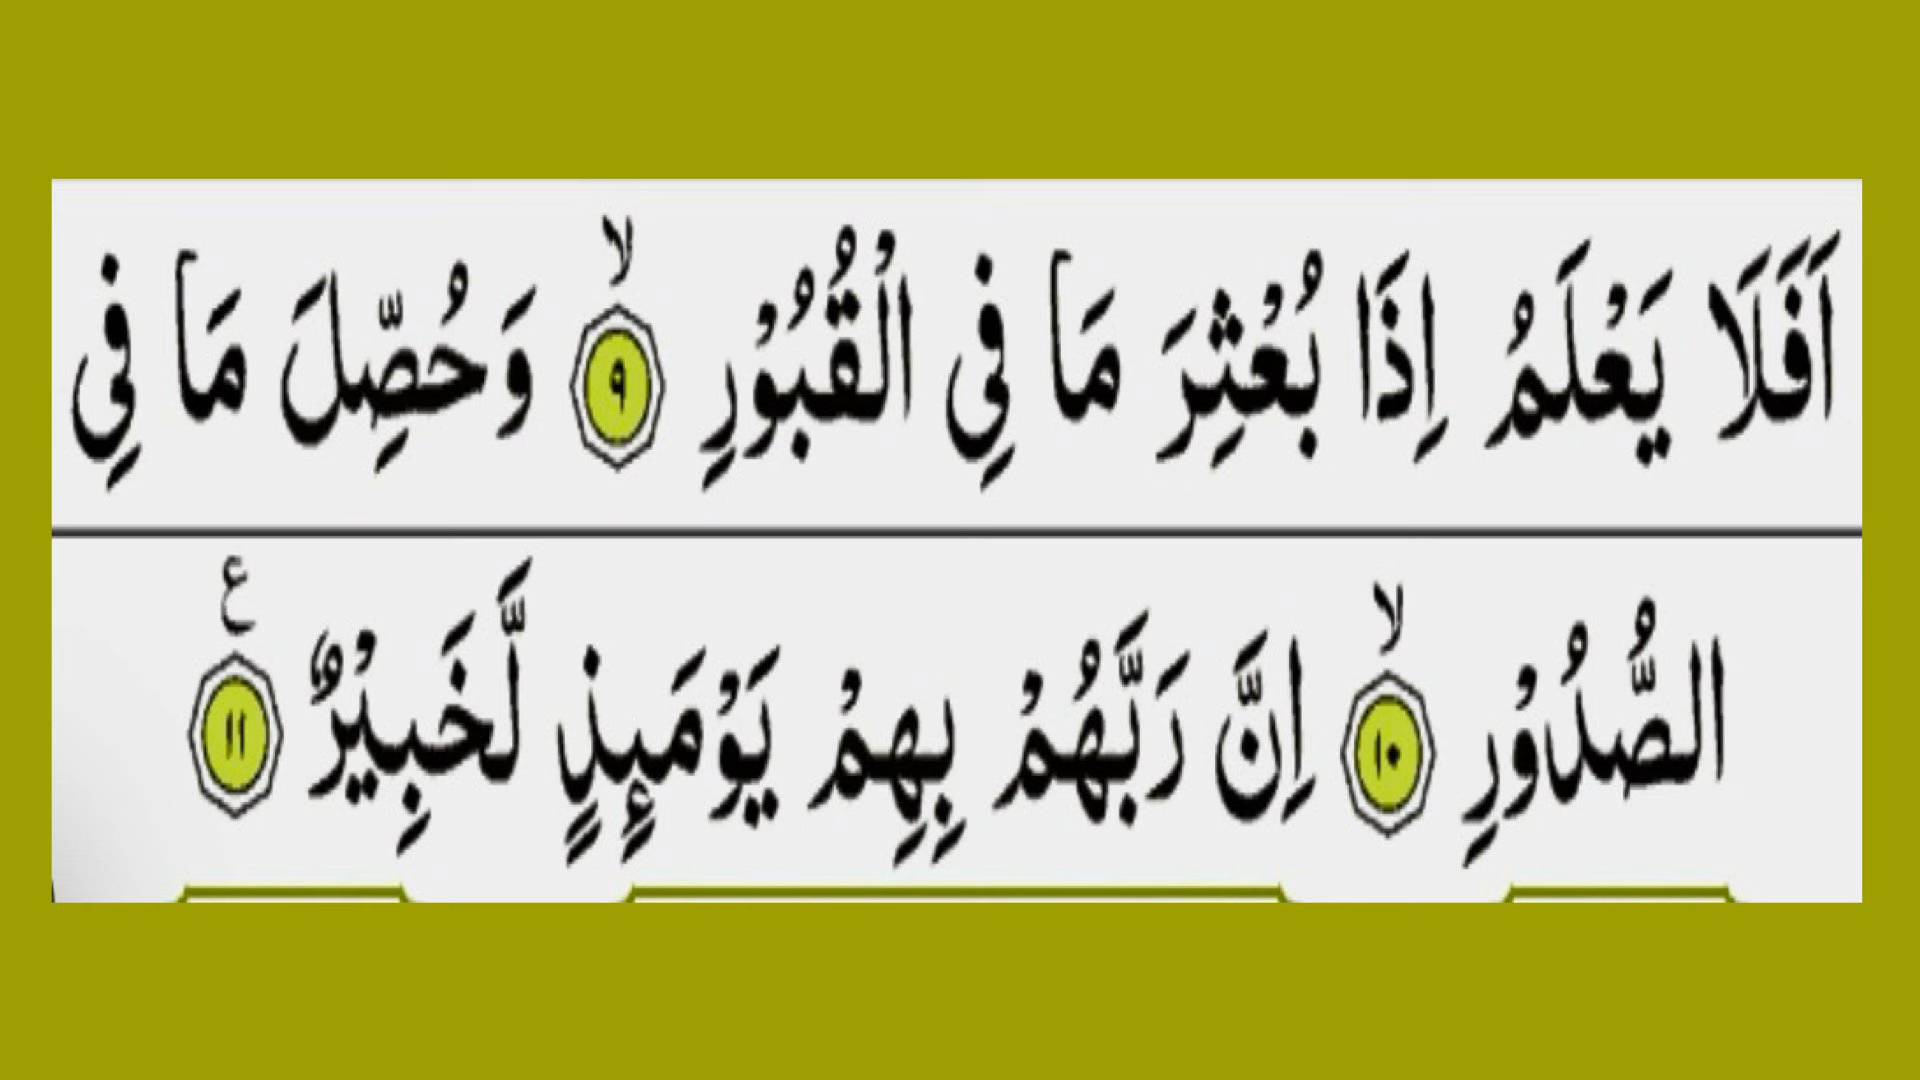 اَفَلَا يَعْلَمُ اِذَا بُعْثِرَ مَا فِى الْقُبُوْرِ ۙ‏ ٩ وَحُصِّلَ مَا فِى
الصُّدُوْرِ ۙ‏ ١٠ اِنَّ رَبَّهُمْ بِهِمْ يَوْمَىِٕذٍ لَّخَبِيْرٌ ١١ ع